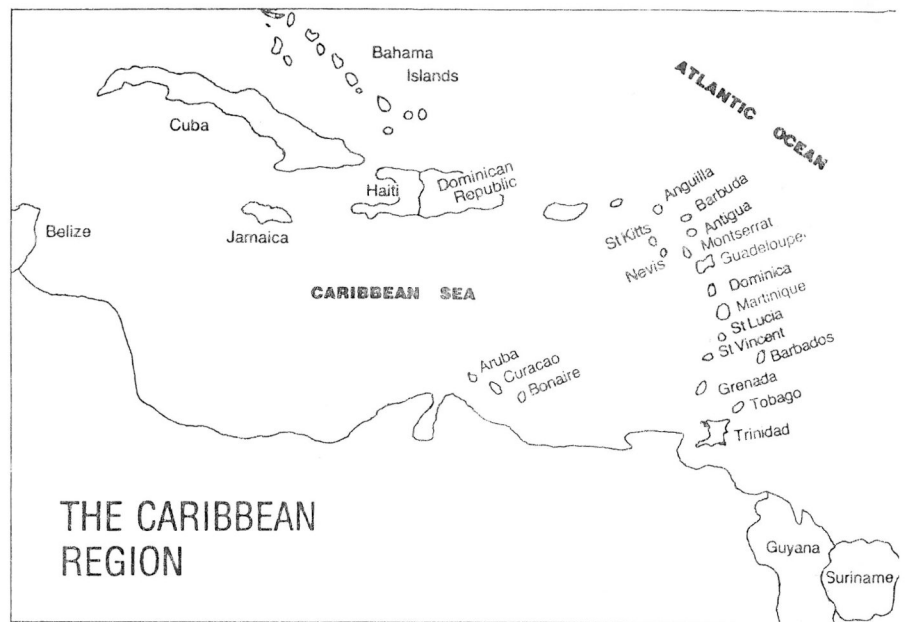 Bahama
Islands
ATLANTIC OCEAN
Cuba
Haiti
Dominican
Republic
Anguilla
Barbuda
Antigua
St Kitts
Montserrat
Nevis
Guadeloupe
Belize
Jamaica
Dominica
CARIBBEAN SEA
Martinique
St Lucia
St Vincent
Barbados
Aruba
Curacao
Bonaire
Grenada
Tobago
Trinidad
THE CARIBBEAN
REGION
Guyana
Suriname